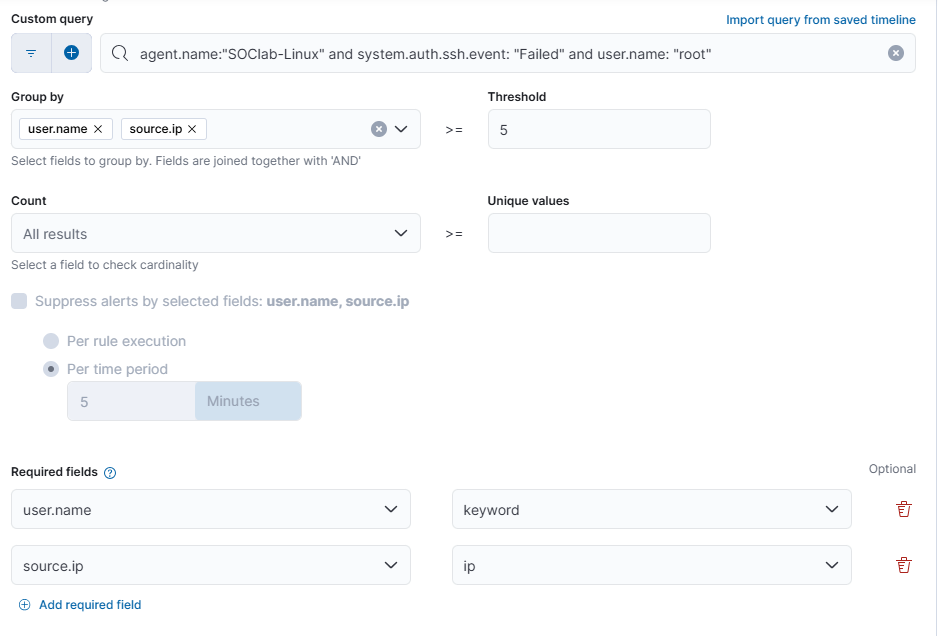 Custom query
Import query from saved timeline
agent.name:"SOClab-Linux" and system.auth.ssh.event: "Failed" and user.name: "root"
Group by
Threshold
user.name
source.ip
>=
5
Select fields to group by. Fields are joined together with 'AND'
Count
Unique values
All results
>=
Select a field to check cardinality
Suppress alerts by selected fields: user.name, source.ip
Per rule execution
Per time period
5
Minutes
Required fields
Optional
user.name
keyword
source.ip
ip
Add required field